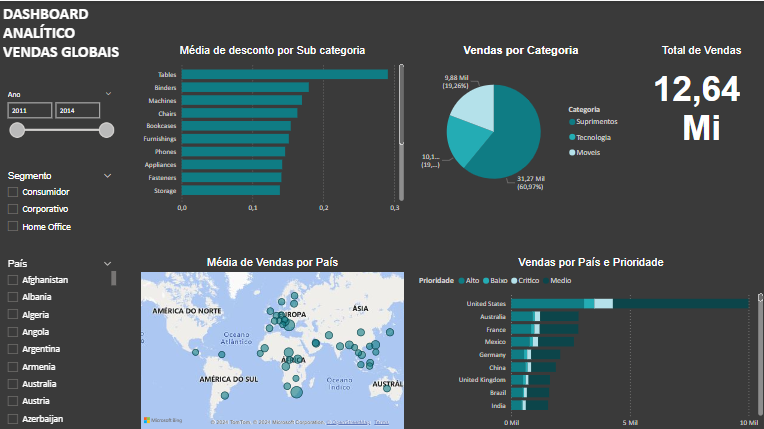 DASHBOARD
ANALÍTICO
VENDAS GLOBAIS
Ano
2011
2014
Segmento
Consumidor
Corporativo
Home Office
País
Afghanistan
Albania
Algeria
Angola
Argentina
Armenia
Australia
Austria
Azerbaijan
Média de desconto por Sub categoria
Tables
Binders
Machines
Chairs
Bookcases
Furnishings
Phones
Appliances
Fasteners
Storage
0,0
0,1
0,2
0,3
Vendas por Categoria
9,88 Mil
(19,26%)
10,1...
(19,...)
31,27 Mil
(60,97%)
Categoria
Suprimentos
Tecnologia
Moveis
Total de Vendas
12,64
Mi
Média de Vendas por País
AMÉRICA DO NORTE
EUROPA
ÁSIA
Oceano
Atlântico
ÁFRICA
AMÉRICA DO SUL
Oceano
Índico
AUSTRÁL
Microsoft Bing
© 2024 TomTom, © 2024 Microsoft Corporation, © OpenStreetMap Terms
Vendas por País e Prioridade
Prioridade Alto Baixo Crítico Medio
United States
Australia
France
Mexico
Germany
China
United Kingdom
Brazil
India
0 Mil
5 Mil
10 Mil